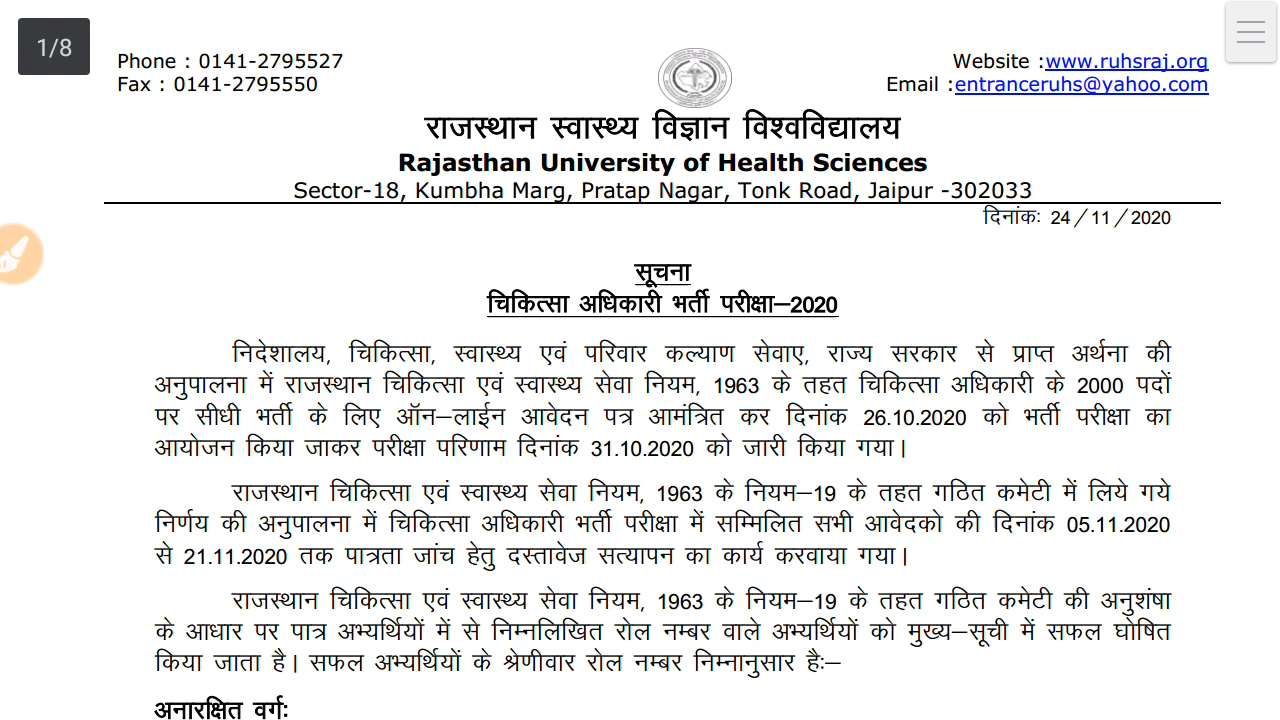 1/8
Phone : 0141-2795527
Website :www.ruhsraj.org
Fax : 0141-2795550
Email :entranceruhs@yahoo.com
राजस्थान स्वास्थ्य विज्ञान विश्वविद्यालय
Rajasthan University of Health Sciences
Sector-18, Kumbha Marg, Pratap Nagar, Tonk Road, Jaipur -302033
दिनांकः 24/11/2020
सूचना
चिकित्सा अधिकारी भर्ती परीक्षा–2020
निदेशालय, चिकित्सा, स्वास्थ्य एवं परिवार कल्याण सेवाए, राज्य सरकार से प्राप्त अर्थना की
अनुपालना में राजस्थान चिकित्सा एवं स्वास्थ्य सेवा नियम, 1963 के तहत चिकित्सा अधिकारी के 2000 पदों
पर सीधी भर्ती के लिए ऑन–लाईन आवेदन पत्र आमंत्रित कर दिनांक 26.10.2020 को भर्ती परीक्षा का
आयोजन किया जाकर परीक्षा परिणाम दिनांक 31.10.2020 को जारी किया गया।
राजस्थान चिकित्सा एवं स्वास्थ्य सेवा नियम, 1963 के नियम–19 के तहत गठित कमेटी में लिये गये
निर्णय की अनुपालना में चिकित्सा अधिकारी भर्ती परीक्षा में सम्मिलित सभी आवेदको की दिनांक 05.11.2020
से 21.11.2020 तक पात्रता जांच हेतु दस्तावेज सत्यापन का कार्य करवाया गया।
राजस्थान चिकित्सा एवं स्वास्थ्य सेवा नियम, 1963 के नियम–19 के तहत गठित कमेटी की अनुशंषा
के आधार पर पात्र अभ्यर्थियों में से निम्नलिखित रोल नम्बर वाले अभ्यर्थियों को मुख्य–सूची में सफल घोषित
किया जाता है। सफल अभ्यर्थियों के श्रेणीवार रोल नम्बर निम्नानुसार हैः–
अनारक्षित वर्गः